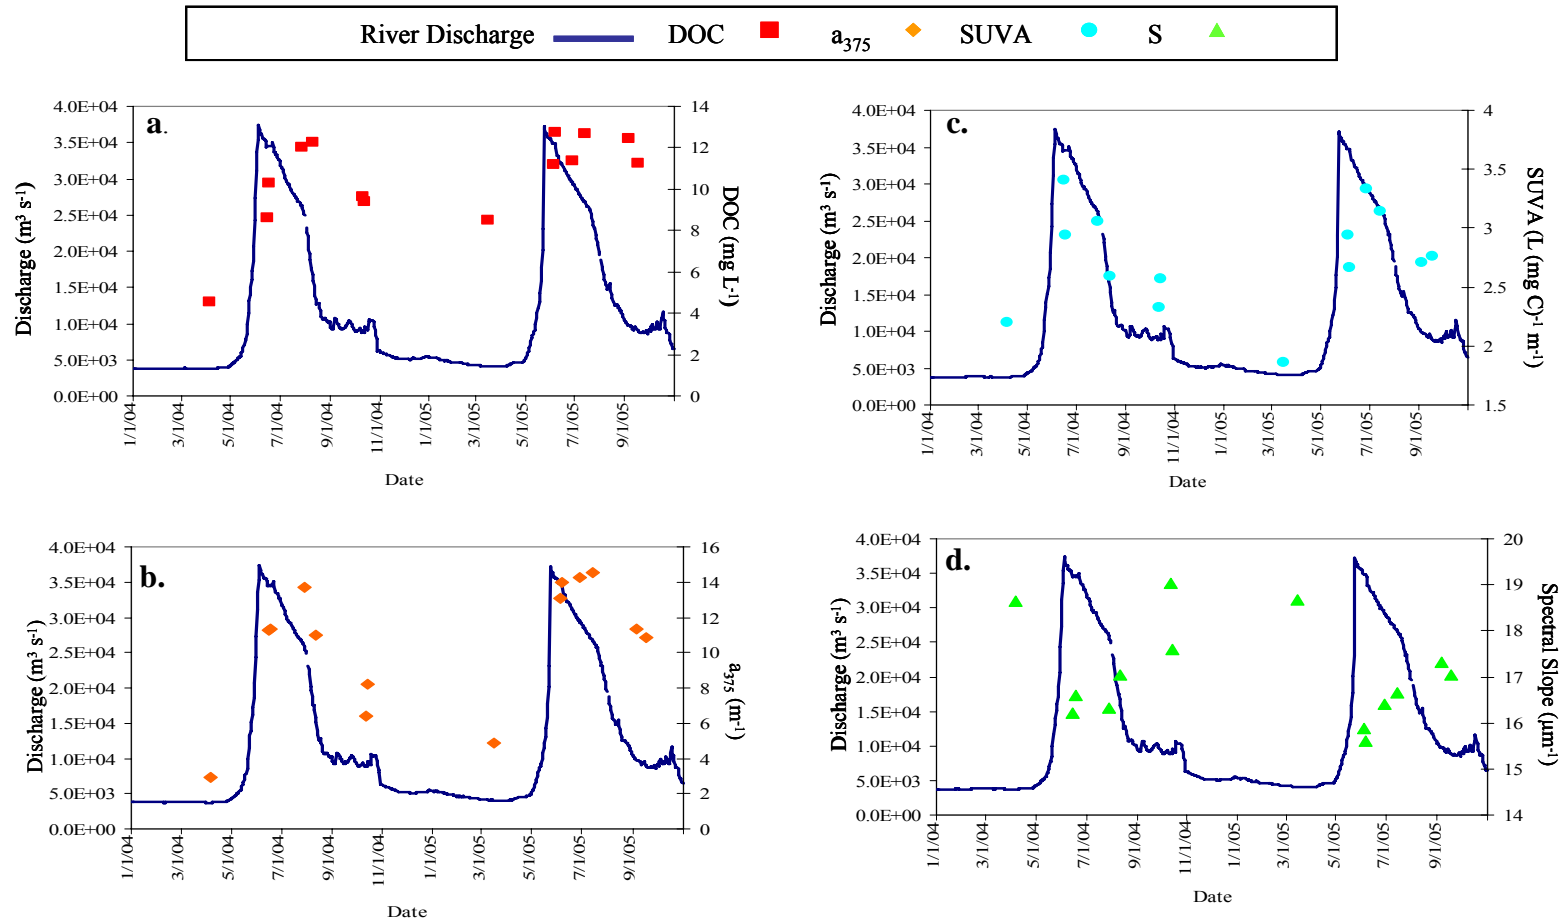 River Discharge DOC a375 SUVA S
a.
4.0E+04
3.5E+04
3.0E+04
2.5E+04
2.0E+04
1.5E+04
1.0E+04
5.0E+03
0.0E+00
Discharge (m³ s⁻¹)
14
12
10
8
6
4
2
0
DOC (mg L⁻¹)
1/1/04 3/1/04 5/1/04 7/1/04 9/1/04 11/1/04 1/1/05 3/1/05 5/1/05 7/1/05 9/1/05
Date
c.
4.0E+04
3.5E+04
3.0E+04
2.5E+04
2.0E+04
1.5E+04
1.0E+04
5.0E+03
0.0E+00
Discharge (m³ s⁻¹)
4
3.5
3
2.5
2
1.5
SUVA (L (mg C)⁻¹ m⁻¹)
1/1/04 3/1/04 5/1/04 7/1/04 9/1/04 11/1/04 1/1/05 3/1/05 5/1/05 7/1/05 9/1/05
Date
b.
4.0E+04
3.5E+04
3.0E+04
2.5E+04
2.0E+04
1.5E+04
1.0E+04
5.0E+03
0.0E+00
Discharge (m³ s⁻¹)
16
14
12
10
8
6
4
2
0
a375 (m⁻¹)
1/1/04 3/1/04 5/1/04 7/1/04 9/1/04 11/1/04 1/1/05 3/1/05 5/1/05 7/1/05 9/1/05
Date
d.
4.0E+04
3.5E+04
3.0E+04
2.5E+04
2.0E+04
1.5E+04
1.0E+04
5.0E+03
0.0E+00
Discharge (m³ s⁻¹)
20
19
18
17
16
15
14
Spectral Slope (µm⁻¹)
1/1/04 3/1/04 5/1/04 7/1/04 9/1/04 11/1/04 1/1/05 3/1/05 5/1/05 7/1/05 9/1/05
Date